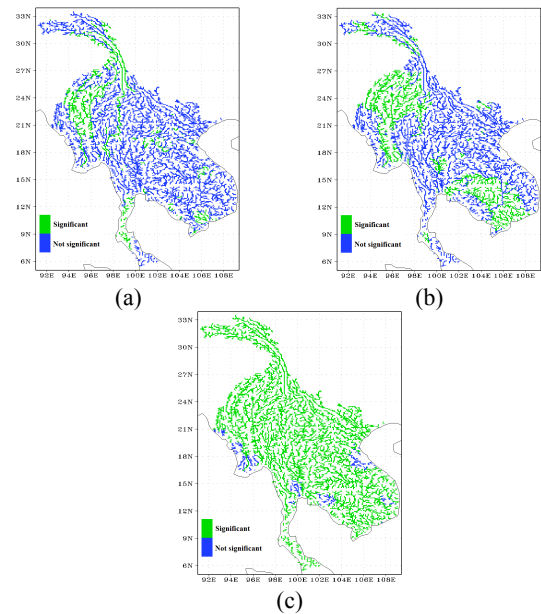 33N
30N
27N
24N
21N
18N
15N
12N
9N
6N
Significant
Not significant
92E 94E 96E 98E 100E 102E 104E 106E 108E
(a)
33N
30N
27N
24N
21N
18N
15N
12N
9N
6N
Significant
Not significant
92E 94E 96E 98E 100E 102E 104E 106E 108E
(b)
33N
30N
27N
24N
21N
18N
15N
12N
9N
6N
Significant
Not significant
92E 94E 96E 98E 100E 102E 104E 106E 108E
(c)